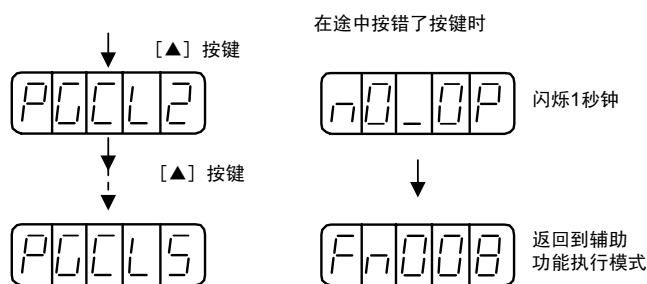 在途中按错了按键时
[▲] 按键
PGCL2
nO_OP
闪烁1秒钟
[▲] 按键
PGCL5
Fn008
返回到辅助
功能执行模式